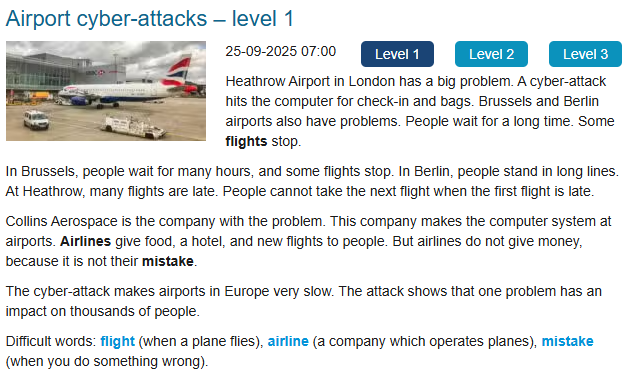 Airport cyber-attacks – level 1
25-09-2025 07:00
Level 1
Level 2
Level 3
Heathrow Airport in London has a big problem. A cyber-attack
hits the computer for check-in and bags. Brussels and Berlin
airports also have problems. People wait for a long time. Some
flights stop.
In Brussels, people wait for many hours, and some flights stop. In Berlin, people stand in long lines.
At Heathrow, many flights are late. People cannot take the next flight when the first flight is late.
Collins Aerospace is the company with the problem. This company makes the computer system at
airports. Airlines give food, a hotel, and new flights to people. But airlines do not give money,
because it is not their mistake.
The cyber-attack makes airports in Europe very slow. The attack shows that one problem has an
impact on thousands of people.
Difficult words: flight (when a plane flies), airline (a company which operates planes), mistake
(when you do something wrong).